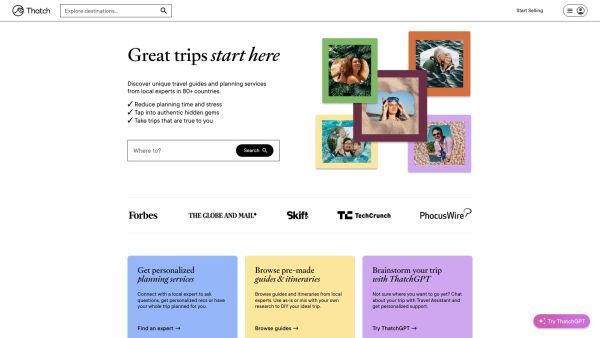 Thatch
Explore destinations...
Start Selling
Great trips start here
Discover unique travel guides and planning services
from local experts in 80+ countries.
✓ Reduce planning time and stress
✓ Tap into authentic hidden gems
✓ Take trips that are true to you
Where to?
Search
Forbes
THE GLOBE AND MAIL*
Skift
TC TechCrunch
PhocusWire
Get personalized
planning services
Connect with a local expert to ask
questions, get personalized recs or have
your whole trip planned for you.
Find an expert →
Browse pre-made
guides & itineraries
Browse guides and itineraries from local
experts. Use as-is or mix with your own
research to DIY your ideal trip.
Browse guides →
Brainstorm your trip
with ThatchGPT
Not sure where you want to go yet? Chat
about your trip with Travel Assistant and
get personalized support.
Try ThatchGPT →
Try ThatchGPT